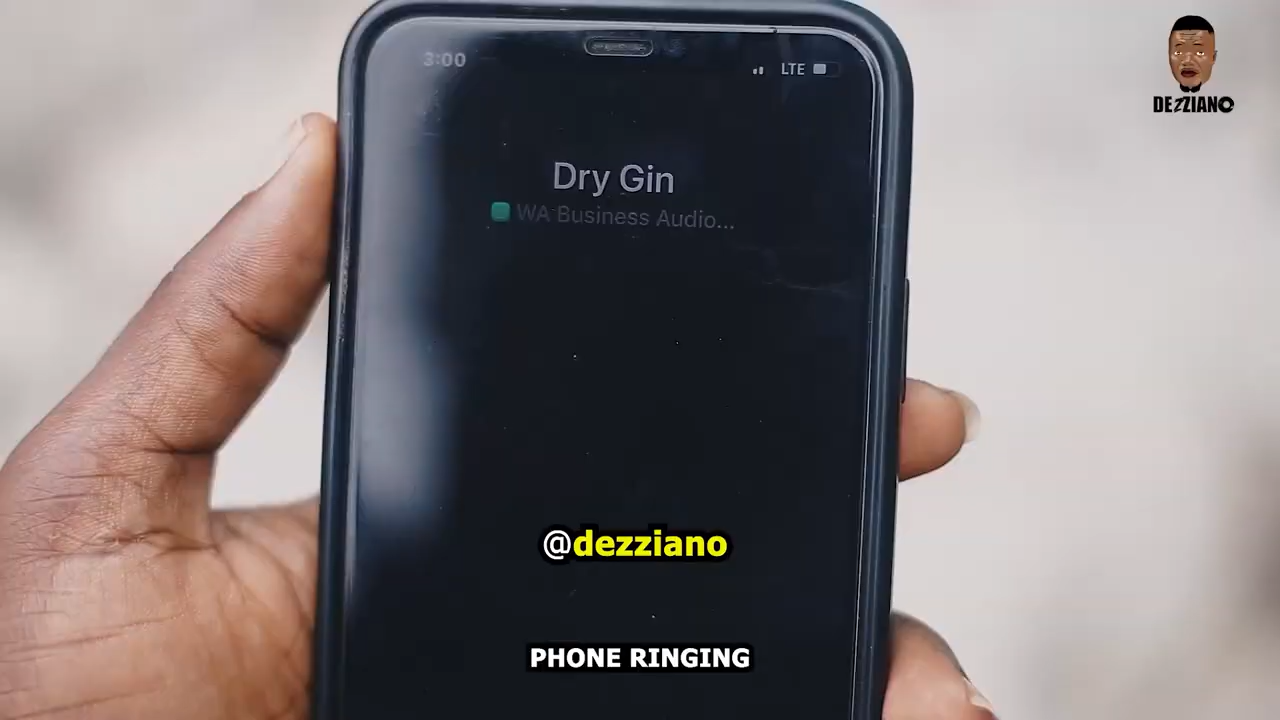 3:00
LTE
DEZZIANO
Dry Gin
WA Business Audio...
@dezziano
PHONE RINGING